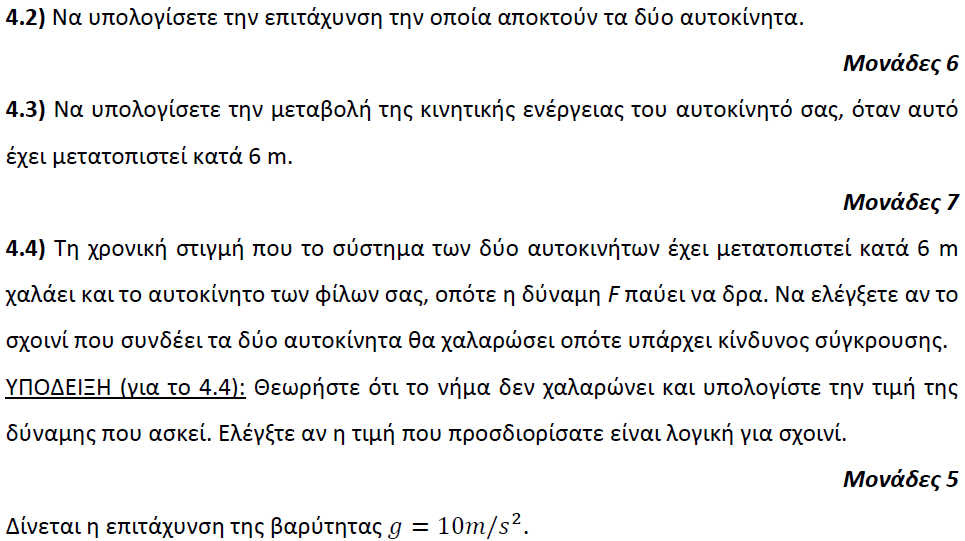 4.2) Να υπολογίσετε την επιτάχυνση την οποία αποκτούν τα δύο αυτοκίνητα.
Μονάδες 6
4.3) Να υπολογίσετε την μεταβολή της κινητικής ενέργειας του αυτοκίνητό σας, όταν αυτό
έχει μετατοπιστεί κατά 6 m.
Μονάδες 7
4.4) Τη χρονική στιγμή που το σύστημα των δύο αυτοκινήτων έχει μετατοπιστεί κατά 6 m
χαλάει και το αυτοκίνητο των φίλων σας, οπότε η δύναμη F παύει να δρα. Να ελέγξετε αν το
σχοινί που συνδέει τα δύο αυτοκίνητα θα χαλαρώσει οπότε υπάρχει κίνδυνος σύγκρουσης.
ΥΠΟΔΕΙΞΗ (για το 4.4): Θεωρήστε ότι το νήμα δεν χαλαρώνει και υπολογίστε την τιμή της
δύναμης που ασκεί. Ελέγξτε αν η τιμή που προσδιορίσατε είναι λογική για σχοινί.
Μονάδες 5
Δίνεται η επιτάχυνση της βαρύτητας g = 10m/s².